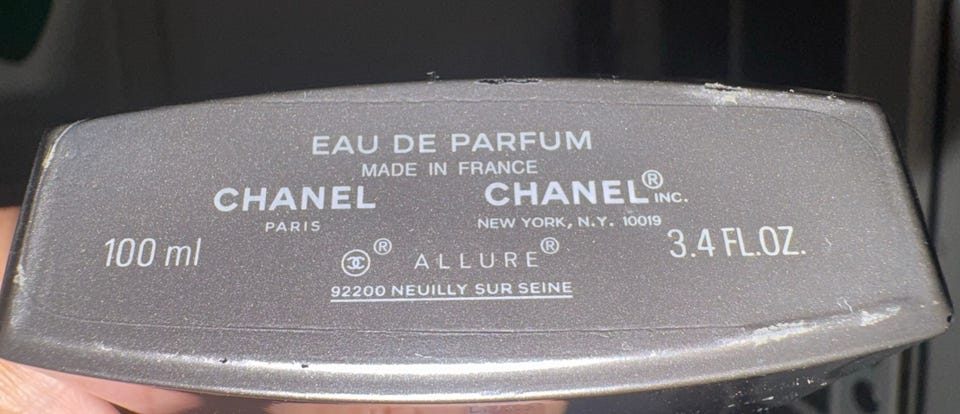 EAU DE PARFUM
MADE IN FRANCE
CHANEL CHANEL® INC.
PARIS NEW YORK, N.Y. 10019
100 ml ® ALLURE® 3.4 FL.OZ.
92200 NEUILLY SUR SEINE